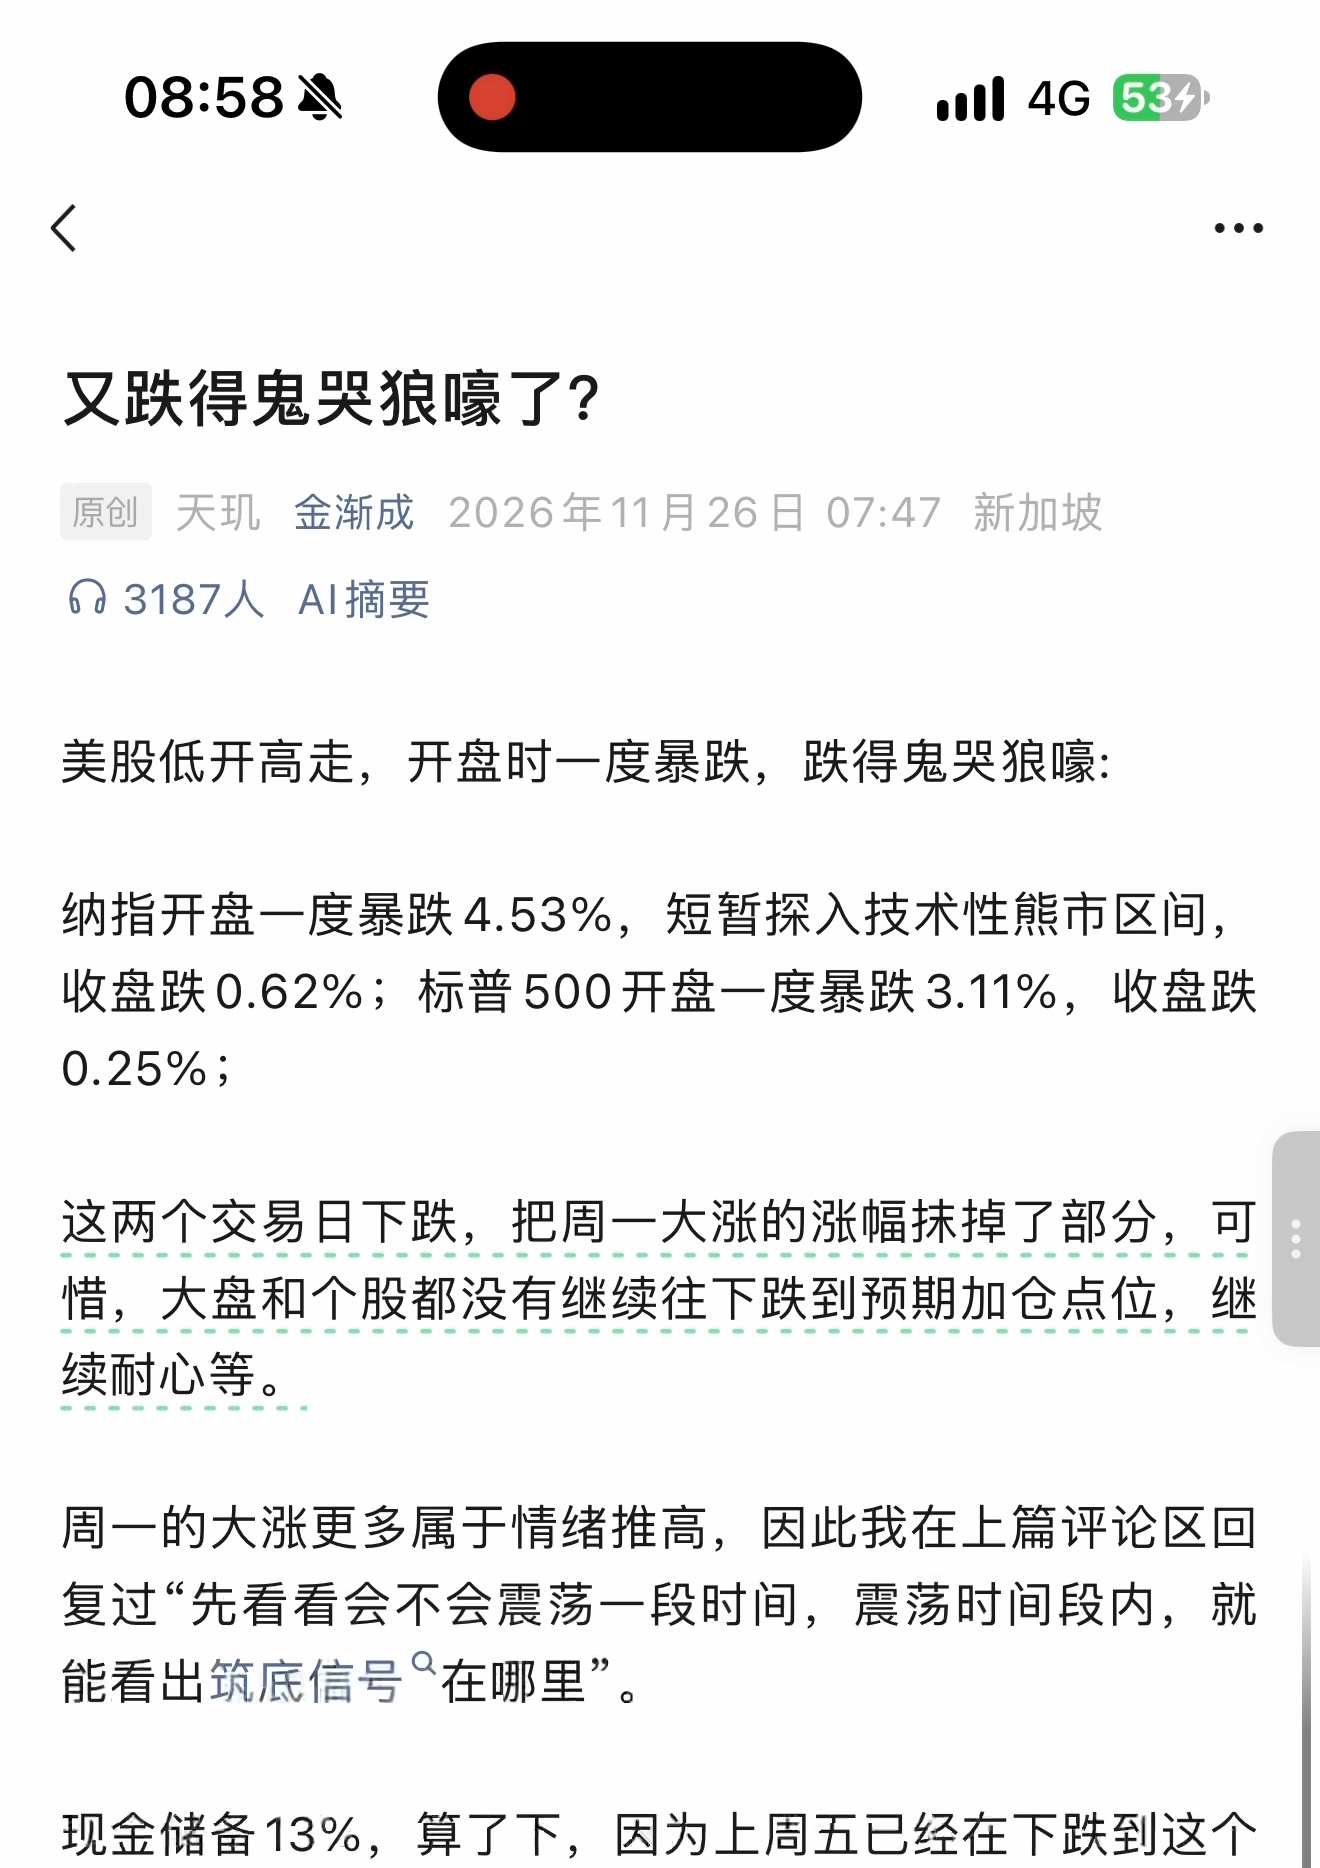 08:58 4G 53
又跌得鬼哭狼嚎了?
原创 天玑 金渐成 2026年11月26日 07:47 新加坡
3187人 AI摘要
美股低开高走，开盘时一度暴跌，跌得鬼哭狼嚎:
纳指开盘一度暴跌4.53%，短暂探入技术性熊市区间，
收盘跌0.62%；标普500开盘一度暴跌3.11%，收盘跌
0.25%；
这两个交易日下跌，把周一大涨的涨幅抹掉了部分，可
惜，大盘和个股都没有继续往下跌到预期加仓点位，继
续耐心等。
周一的大涨更多属于情绪推高，因此我在上篇评论区回
复过“先看看会不会震荡一段时间，震荡时间段内，就
能看出筑底信号在哪里”。
现金储备13%，算了下，因为上周五已经在下跌到这个